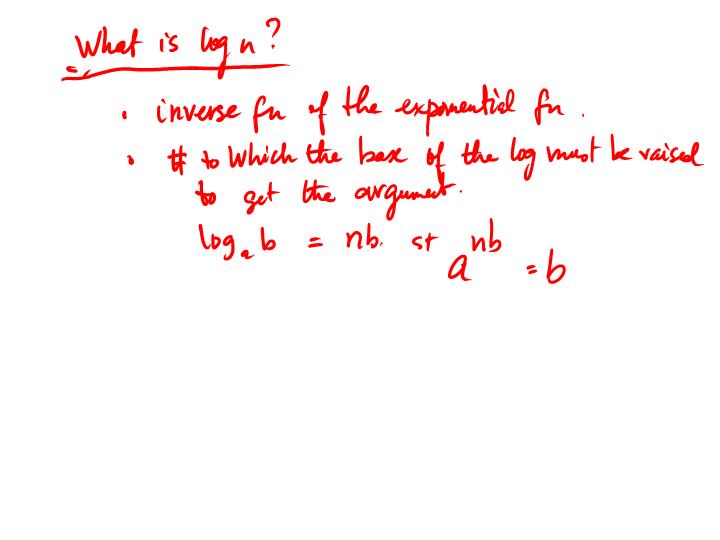 What is log n?
• inverse fn of the exponential fn.
• # to which the base of the log must be raised
to get the argument.
logₐ b = nb. st a^nb = b